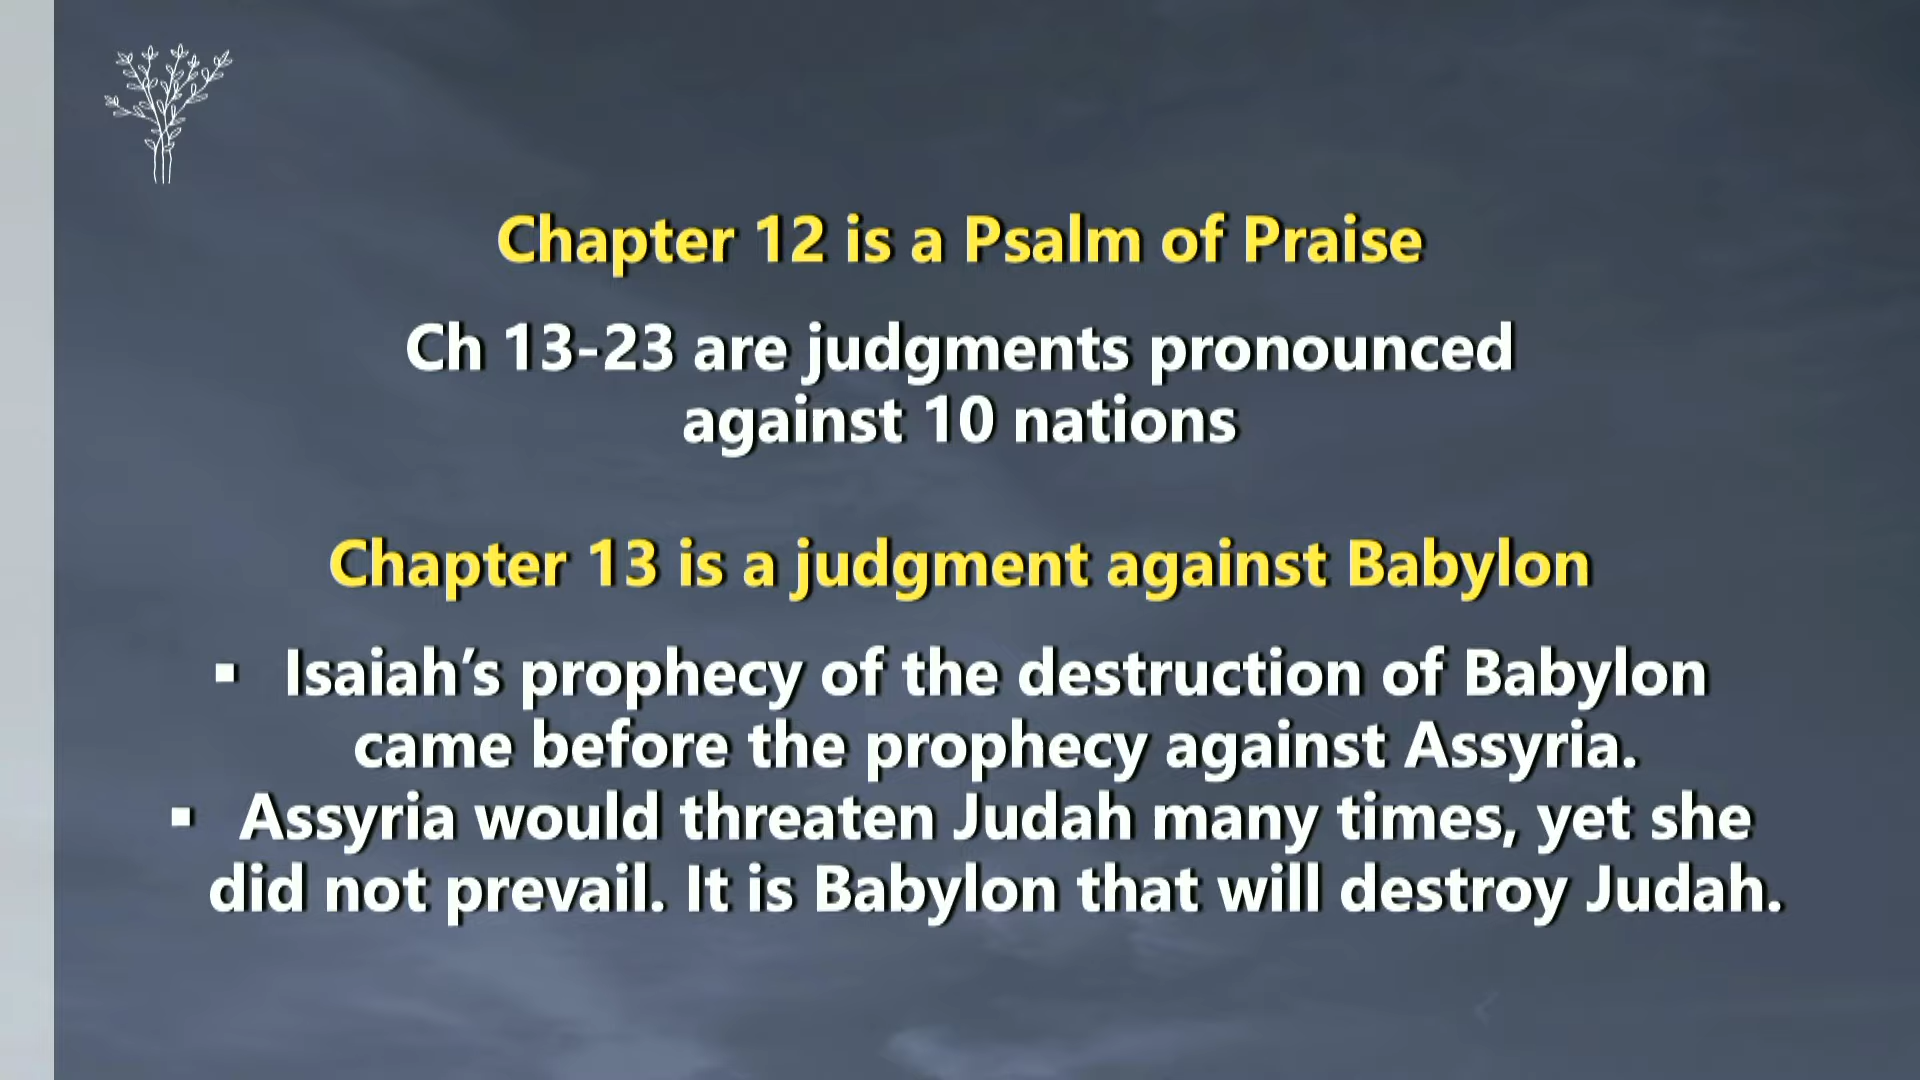 Chapter 12 is a Psalm of Praise
Ch 13-23 are judgments pronounced
against 10 nations
Chapter 13 is a judgment against Babylon
▪ Isaiah’s prophecy of the destruction of Babylon
came before the prophecy against Assyria.
▪ Assyria would threaten Judah many times, yet she
did not prevail. It is Babylon that will destroy Judah.